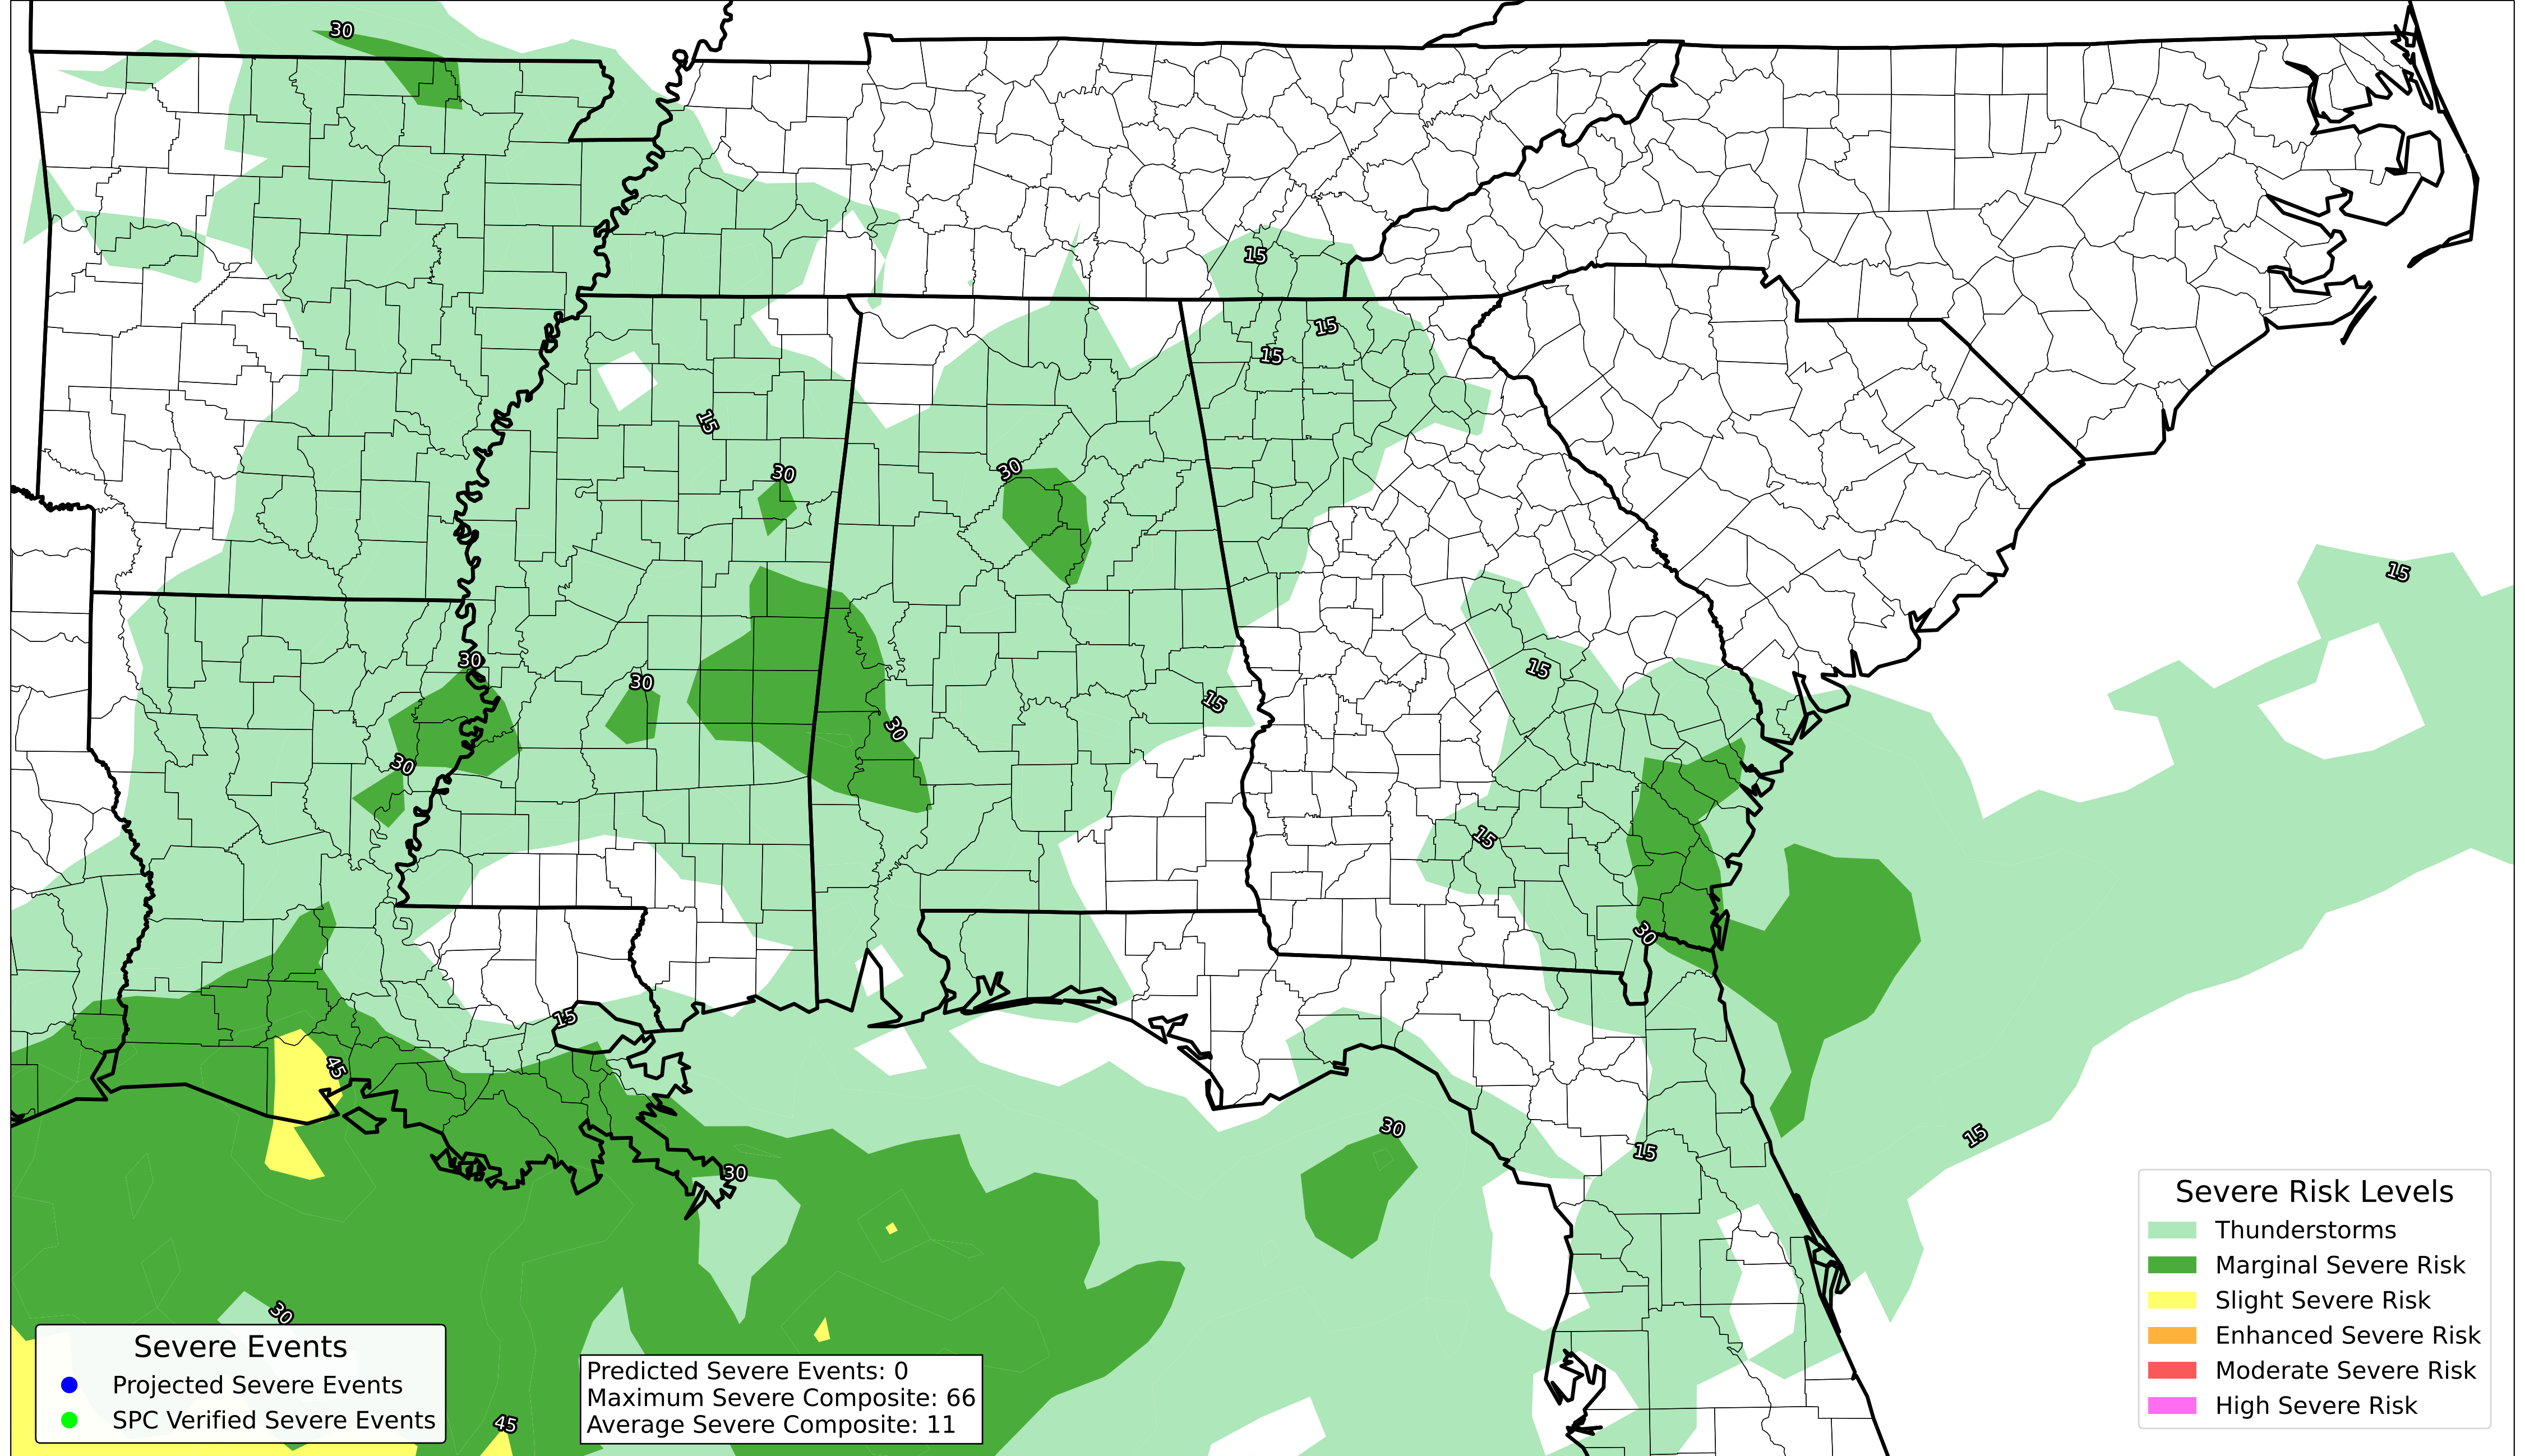 30
15
15
15
15
30
30
15
30
30
15
15
30
30
15
30
15
45
30
15
15
30
30
45
Severe Events
Projected Severe Events
SPC Verified Severe Events
Predicted Severe Events: 0
Maximum Severe Composite: 66
Average Severe Composite: 11
Severe Risk Levels
Thunderstorms
Marginal Severe Risk
Slight Severe Risk
Enhanced Severe Risk
Moderate Severe Risk
High Severe Risk